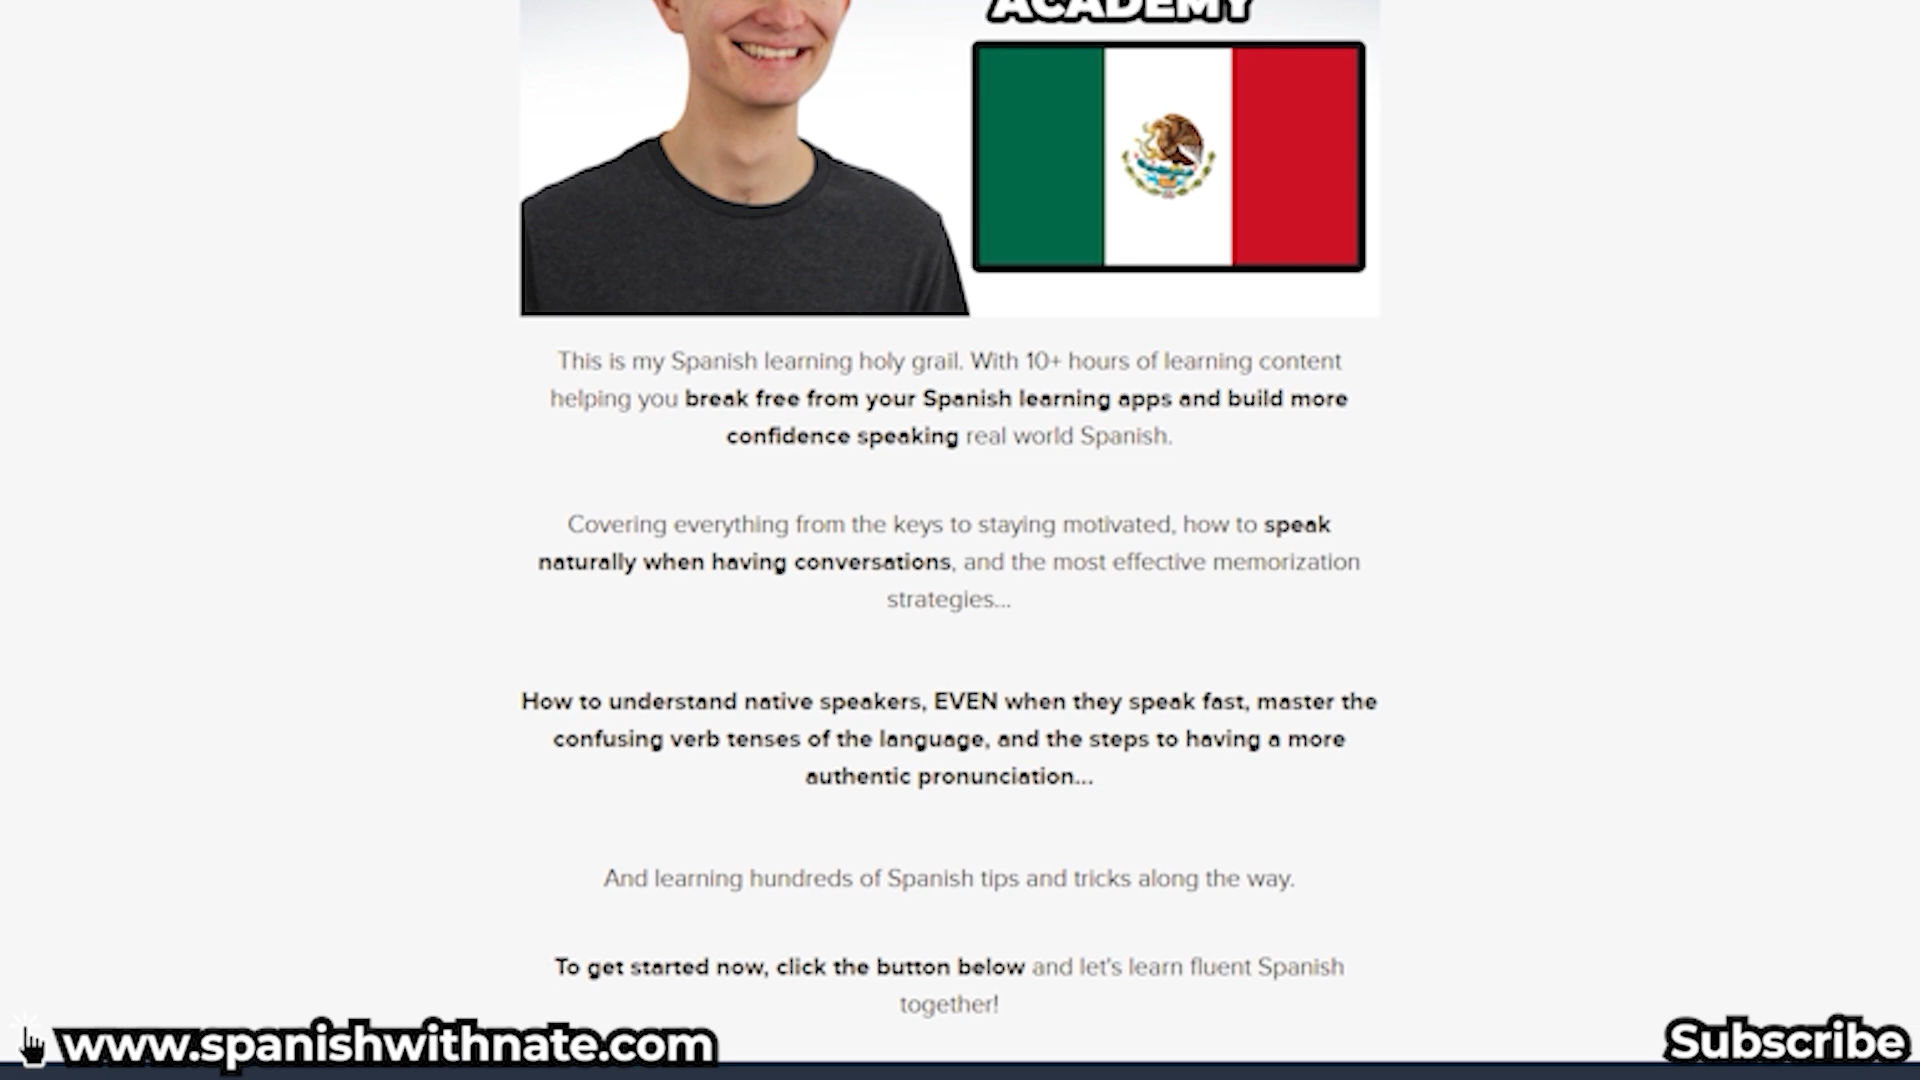 ACADEMY
This is my Spanish learning holy grail. With 10+ hours of learning content
helping you break free from your Spanish learning apps and build more
confidence speaking real world Spanish.
Covering everything from the keys to staying motivated, how to speak
naturally when having conversations, and the most effective memorization
strategies...
How to understand native speakers, EVEN when they speak fast, master the
confusing verb tenses of the language, and the steps to having a more
authentic pronunciation...
And learning hundreds of Spanish tips and tricks along the way.
To get started now, click the button below and let's learn fluent Spanish
together!
www.spanishwithnate.com
Subscribe